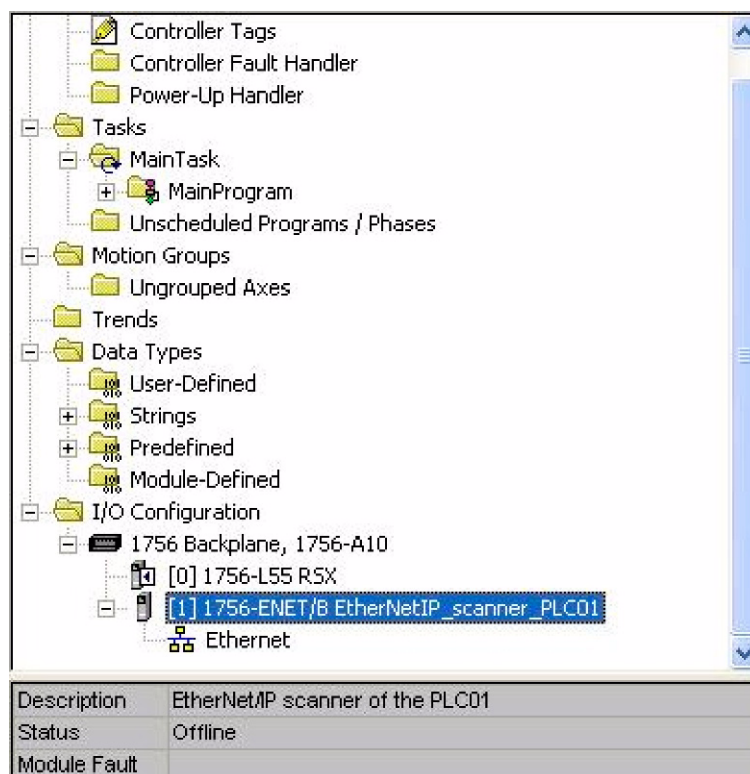 Controller Tags
Controller Fault Handler
Power-Up Handler
Tasks
MainTask
MainProgram
Unscheduled Programs / Phases
Motion Groups
Ungrouped Axes
Trends
Data Types
User-Defined
Strings
Predefined
Module-Defined
I/O Configuration
1756 Backplane, 1756-A10
[0] 1756-L55 RSX
[1] 1756-ENET/B EtherNetIP_scanner_PLC01
Ethernet
Description EtherNet/IP scanner of the PLC01
Status Offline
Module Fault